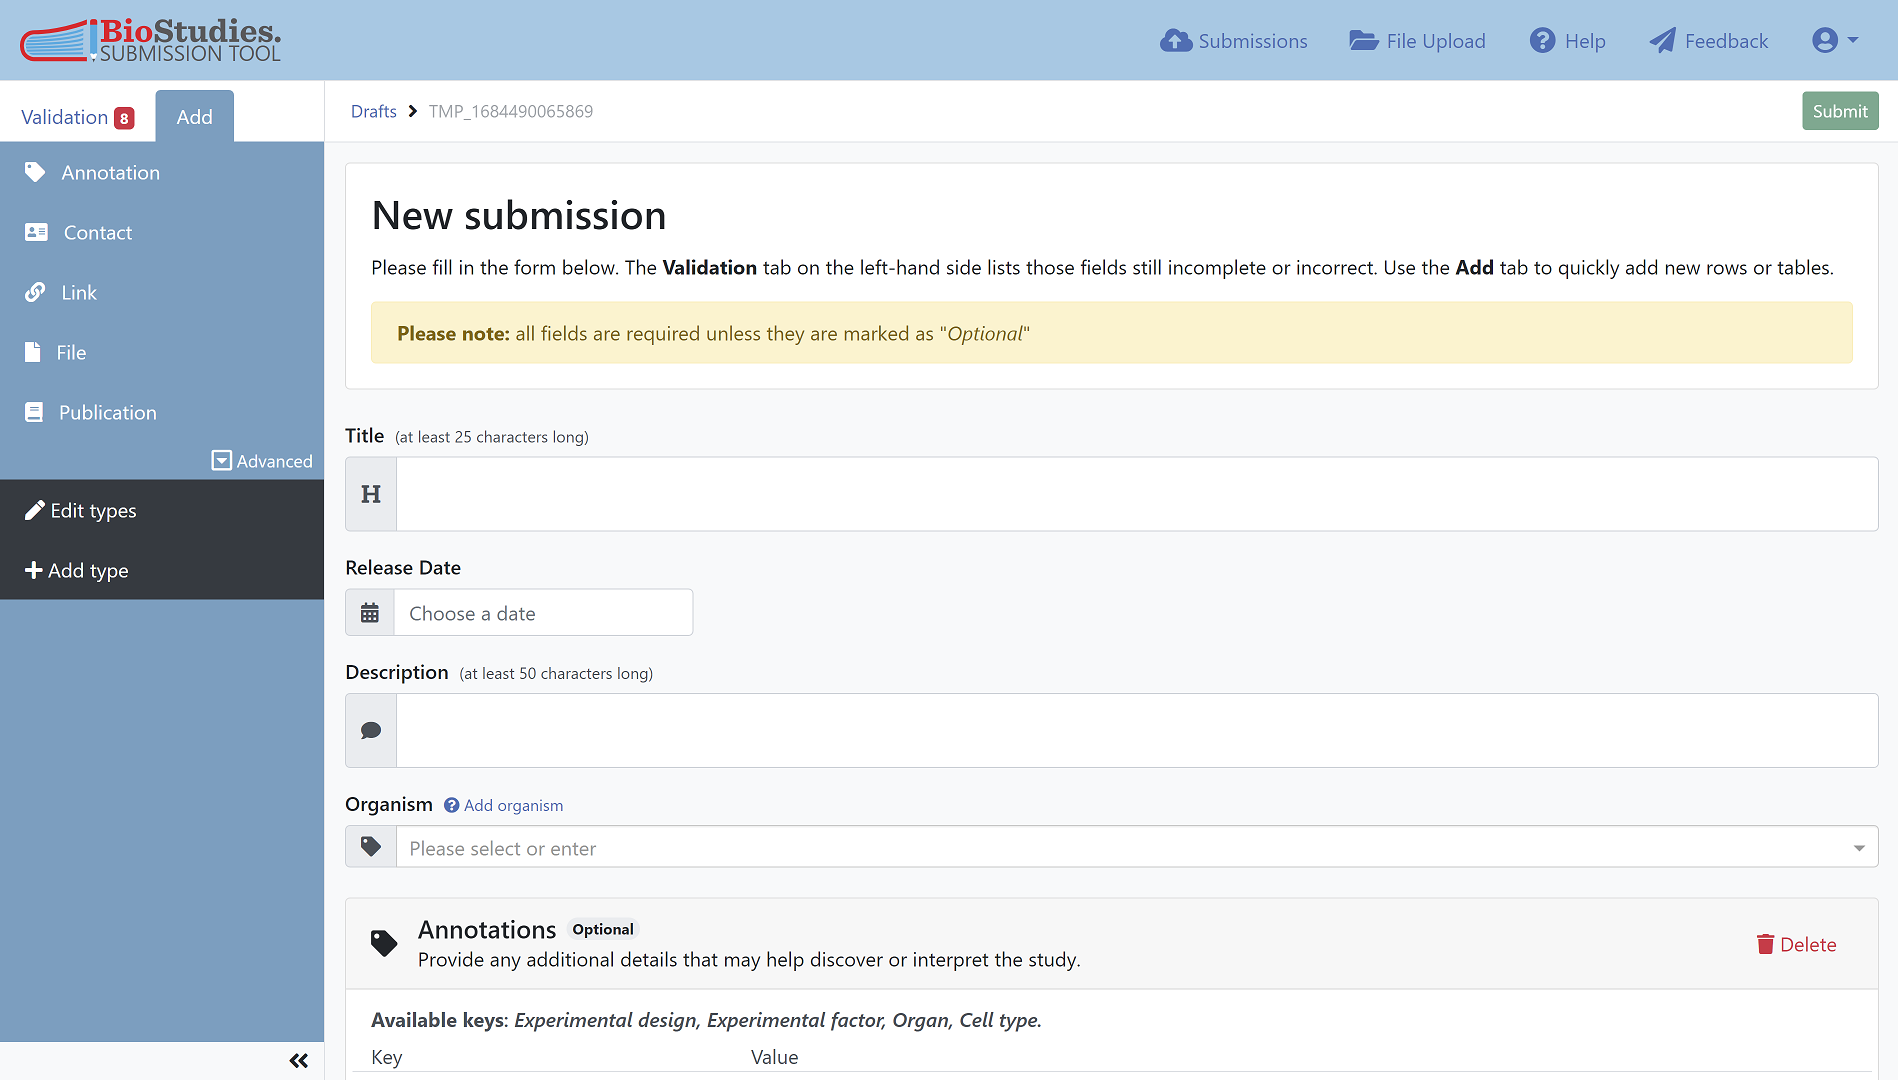 BioStudies.
SUBMISSION TOOL
Submissions
File Upload
Help
Feedback
Validation 8
Add
Drafts
TMP_1684490065869
Submit
Annotation
Contact
Link
File
Publication
Advanced
Edit types
Add type
New submission
Please fill in the form below. The Validation tab on the left-hand side lists those fields still incomplete or incorrect. Use the Add tab to quickly add new rows or tables.
Please note: all fields are required unless they are marked as "Optional"
Title (at least 25 characters long)
H
Release Date
Choose a date
Description (at least 50 characters long)
Organism Add organism
Please select or enter
Annotations Optional
Provide any additional details that may help discover or interpret the study.
Delete
Available keys: Experimental design, Experimental factor, Organ, Cell type.
Key Value